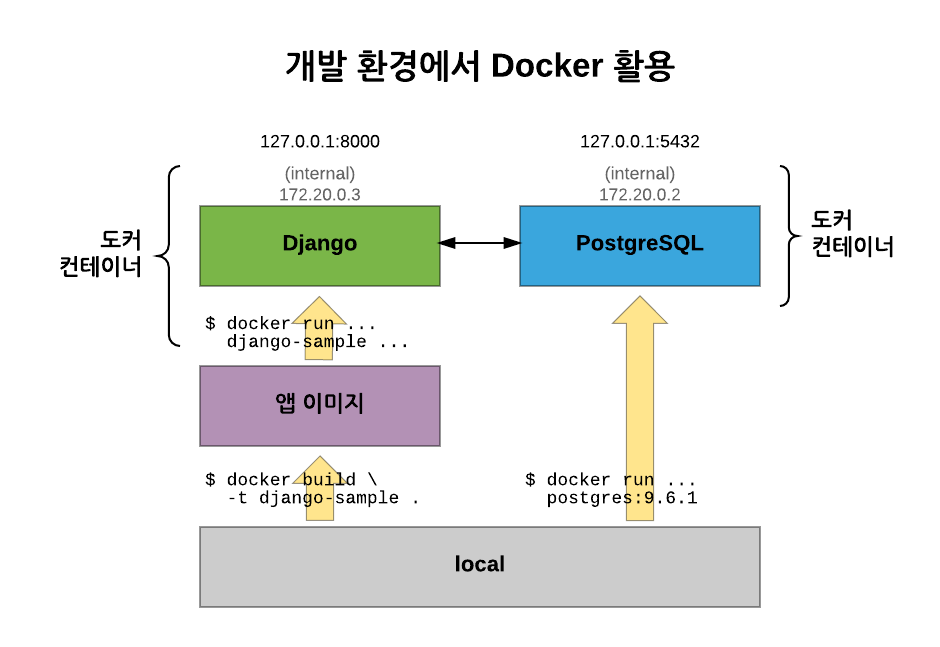 개발 환경에서 Docker 활용
127.0.0.1:8000
(internal)
172.20.0.3
127.0.0.1:5432
(internal)
172.20.0.2
도커
컨테이너
Django
PostgreSQL
도커
컨테이너
$ docker run ...
django-sample ...
앱 이미지
$ docker build \
-t django-sample .
$ docker run ...
postgres:9.6.1
local